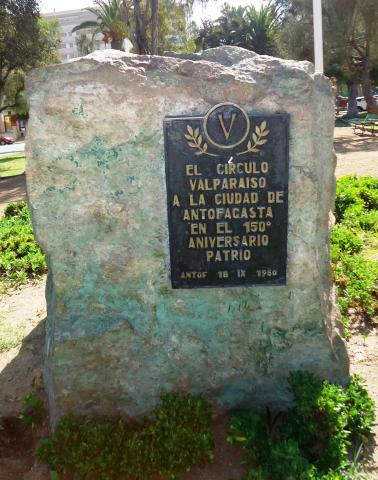 V
EL CIRCULO
VALPARAISO
A LA CIUDAD DE
ANTOFAGASTA
EN EL 150°
ANIVERSARIO
PATRIO
ANTOF 18 IX 1960